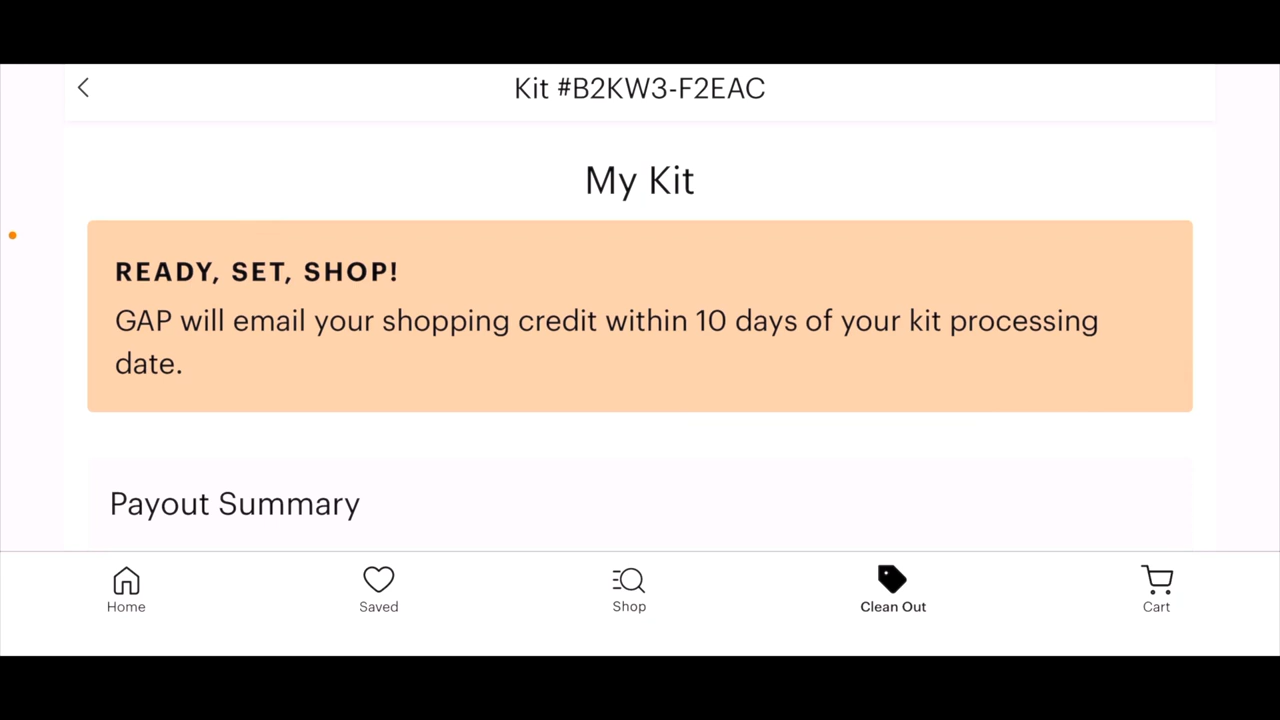 Kit #B2KW3-F2EAC
My Kit
READY, SET, SHOP!
GAP will email your shopping credit within 10 days of your kit processing
date.
Payout Summary
Home
Saved
Shop
Clean Out
Cart